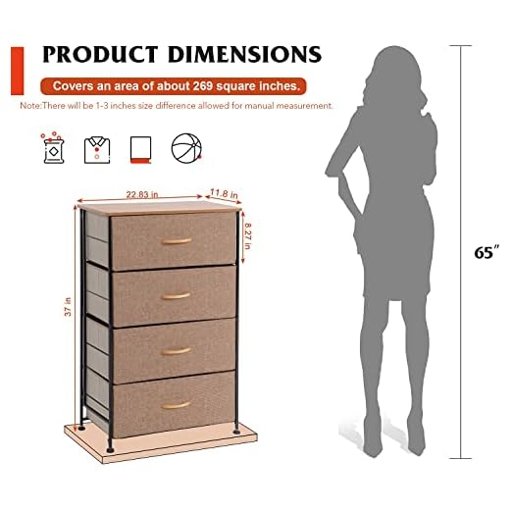 PRODUCT DIMENSIONS
Covers an area of about 269 square inches.
Note:There will be 1-3 inches size difference allowed for manual measurement.
22.83 in
11.8 in
8.27 in
37 in
65"